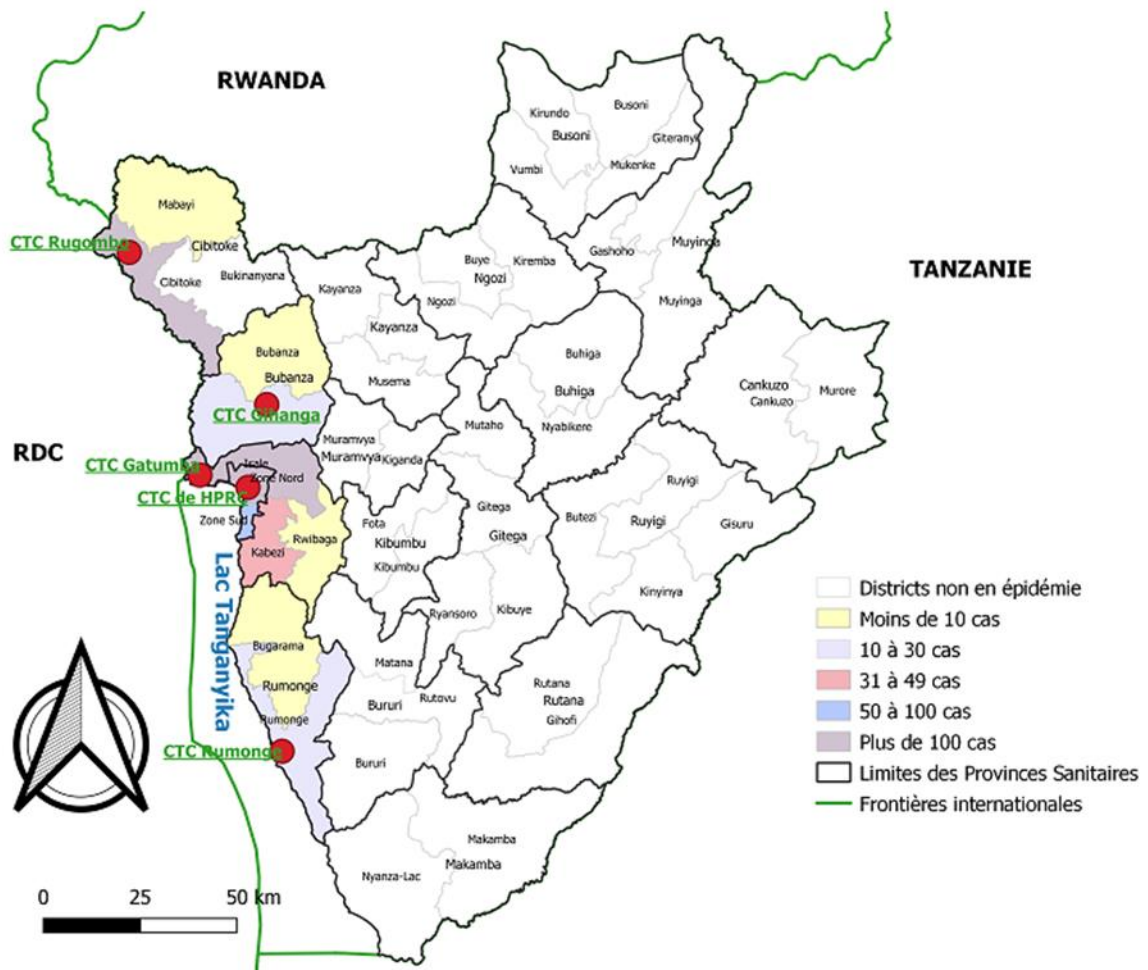 RWANDA
Kirundo
Busoni
Busoni
Giteranyi
Vumbi
Mukenke
Mabayi
CTC Rugombo
Cibitoke
Cibitoke
Bukinanyana
Kayanza
Kayanza
Musema
Buye
Ngozi
Ngozi
Kiremba
Gashoho
Muyinga
Muyinga
TANZANIE
Bubanza
Bubanza
CTC Gihanga
Buhiga
Buhiga
Nyabikere
Cankuzo
Cankuzo
Murore
RDC
CTC Gatumba
Isale
Zone Nord
CTC de HPRC
Zone Sud
Muramvya
Muramvya
Kiganda
Mutaho
Gitega
Gitega
Ruyigi
Ruyigi
Butezi
Gisuru
Kinyinya
Kabezi
Rwibaga
Fota
Kibumbu
Kibumbu
Ryansoro
Kibuye
Lac Tanganyika
Bugarama
Rumonge
Rumonge
CTC Rumonge
Matana
Bururi
Rutovu
Bururi
Rutana
Rutana
Gihofi
Makamba
Makamba
Nyanza-Lac
Districts non en épidémie
Moins de 10 cas
10 à 30 cas
31 à 49 cas
50 à 100 cas
Plus de 100 cas
Limites des Provinces Sanitaires
Frontières internationales
0 25 50 km